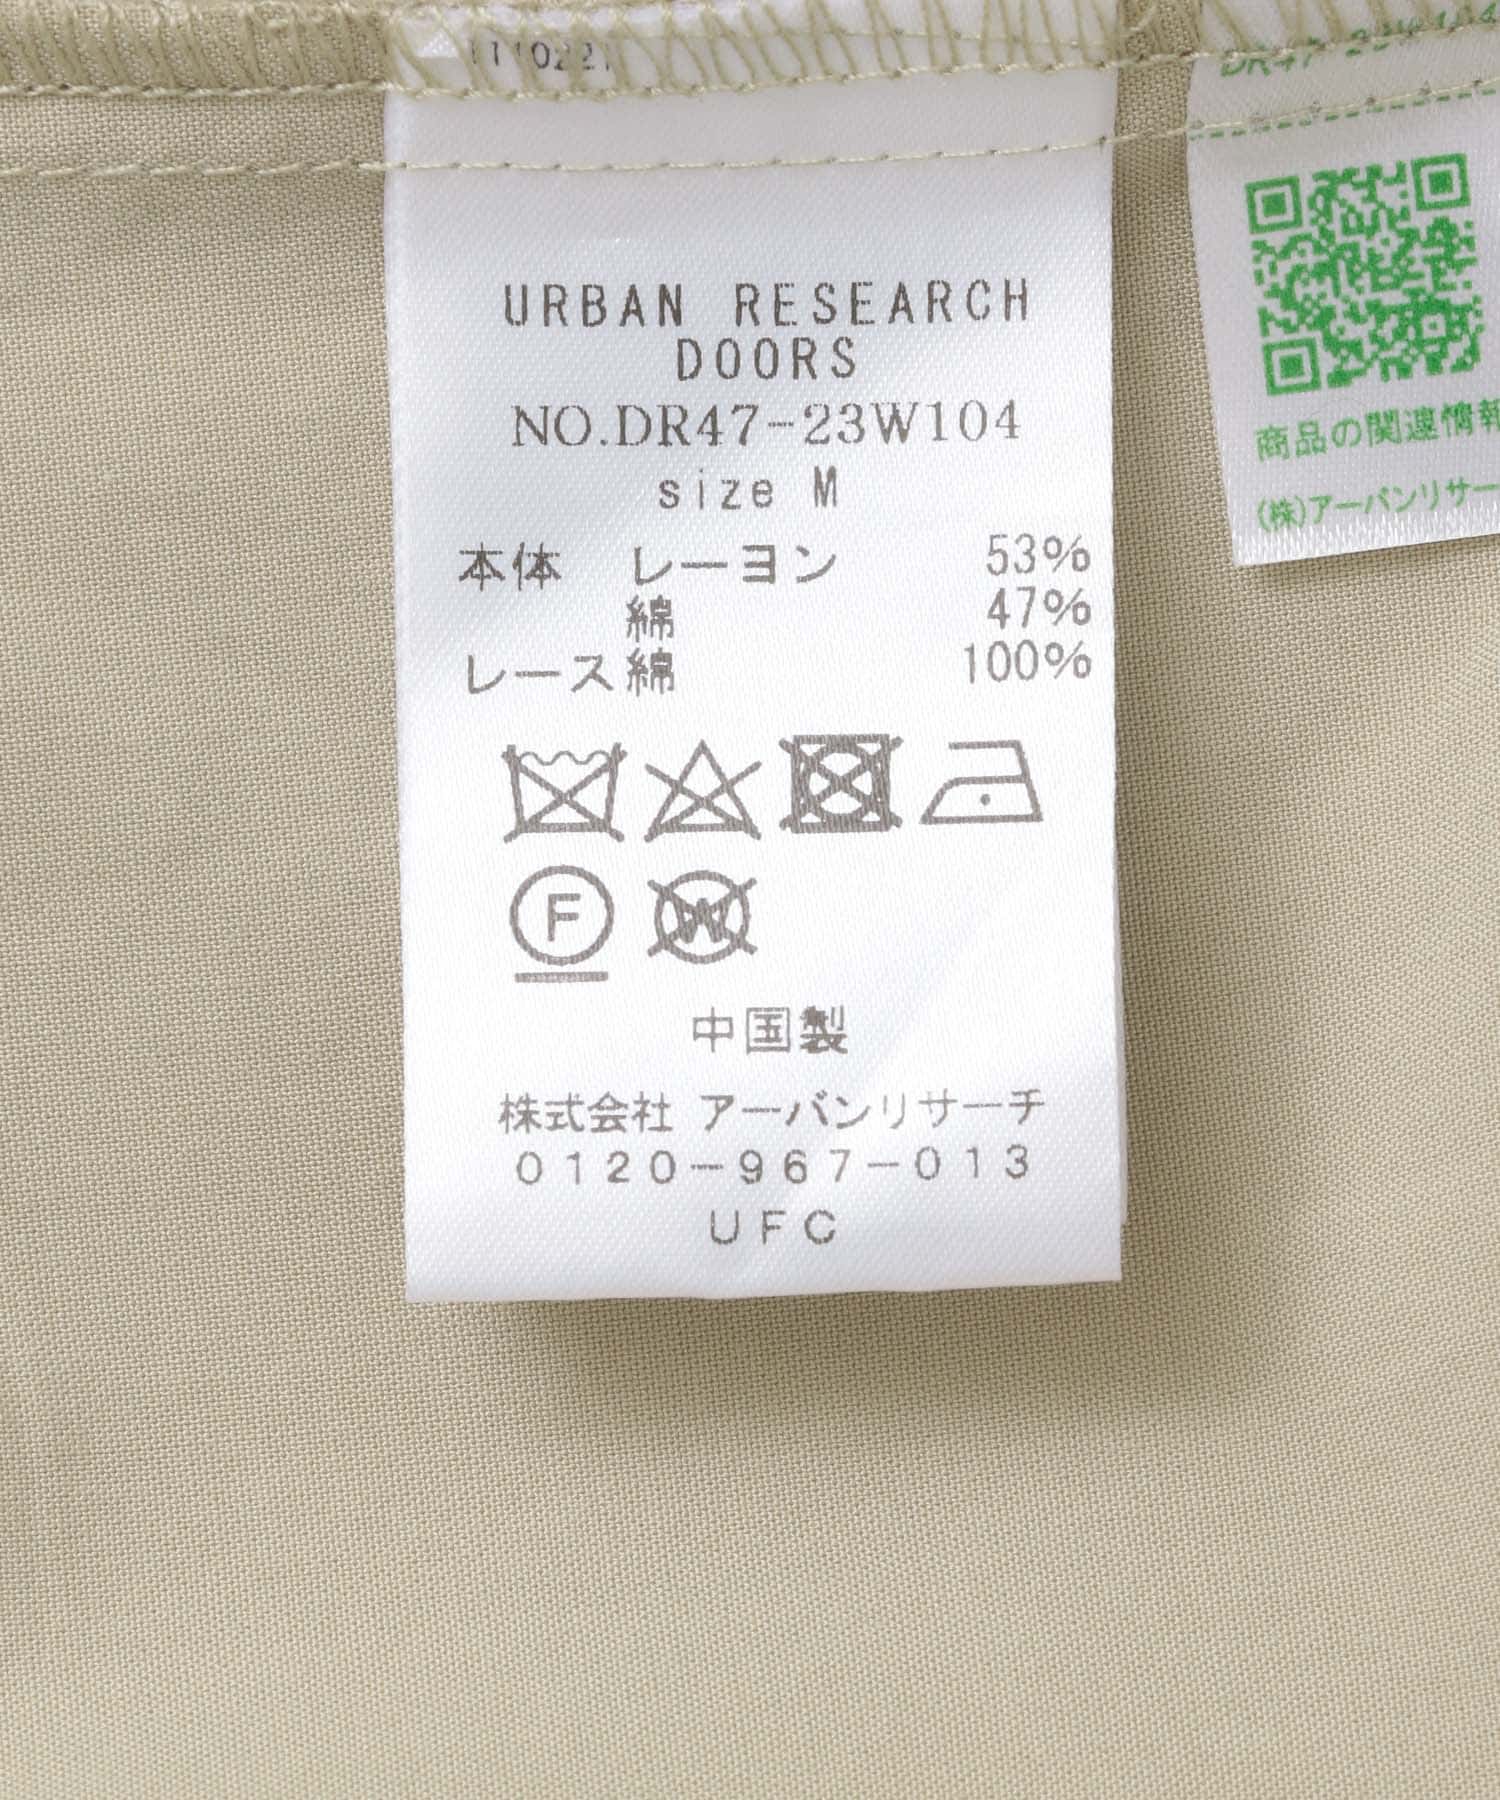 URBAN RESEARCH
DOORS
NO.DR47-23W104
size M
本体 レーヨン 53%
綿 47%
レース 綿 100%
F
W
中国製
株式会社 アーバンリサーチ
0120-967-013
UFC
商品の関連情報
(株)アーバンリサー